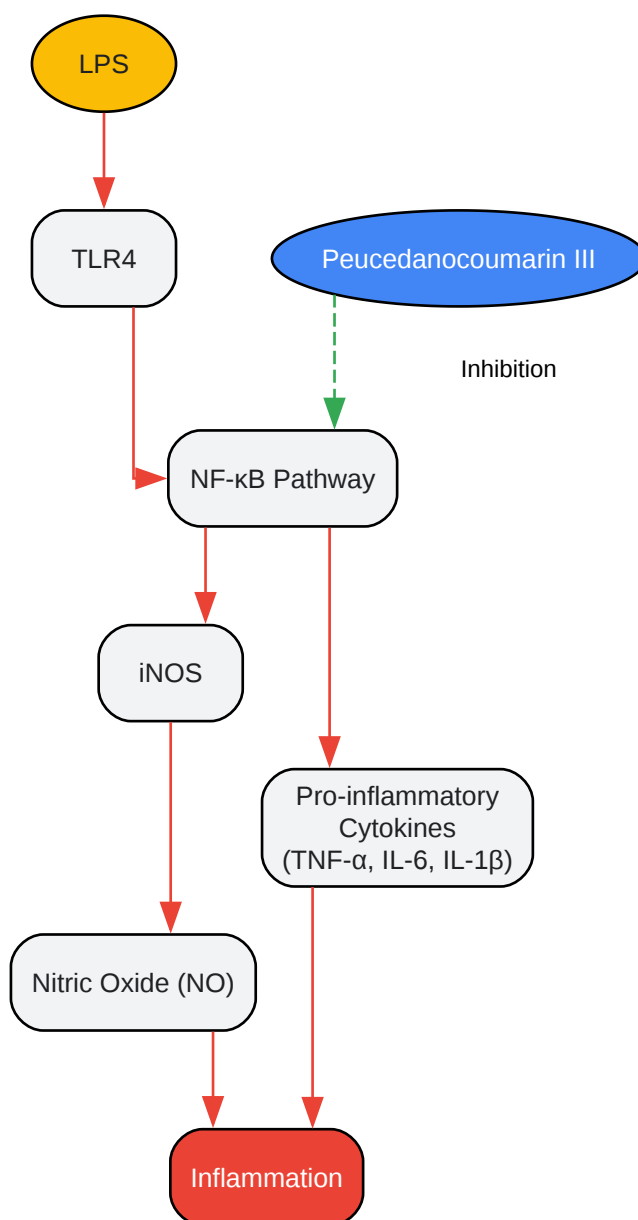 LPS
TLR4
Peucedanocoumarin III
Inhibition
NF-κB Pathway
iNOS
Pro-inflammatory
Cytokines
(TNF-α, IL-6, IL-1β)
Nitric Oxide (NO)
Inflammation